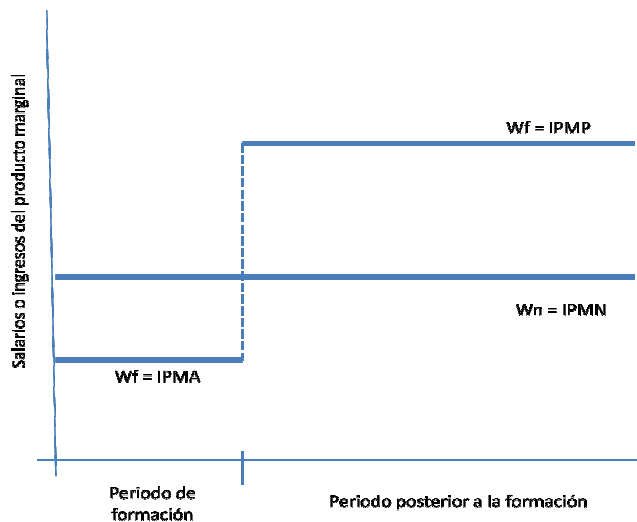 Salarios o ingresos del producto marginal
Wf = IPMP
Wn = IPMN
Wf = IPMA
Periodo de
formación
Periodo posterior a la formación